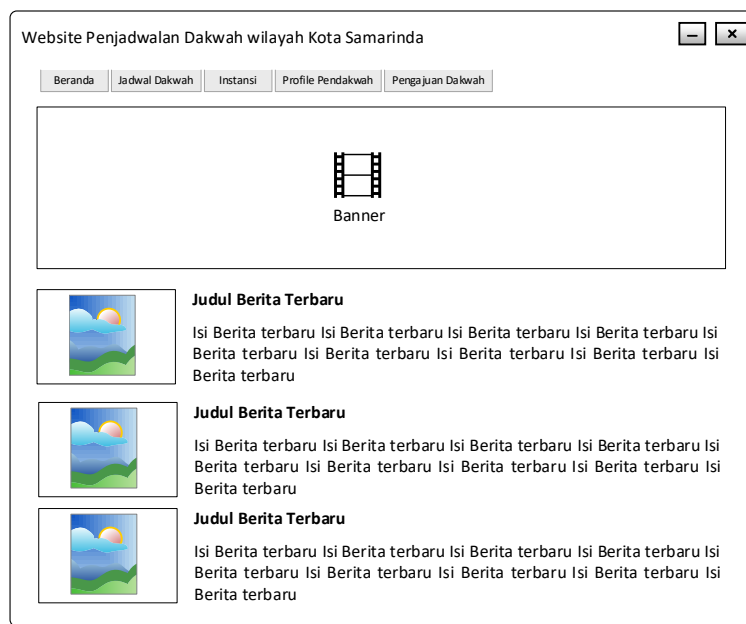 Website Penjadwalan Dakwah wilayah Kota Samarinda
Beranda
Jadwal Dakwah
Instansi
Profile Pendakwah
Pengajuan Dakwah
Banner
Judul Berita Terbaru
Isi Berita terbaru Isi Berita terbaru Isi Berita terbaru Isi Berita terbaru Isi
Berita terbaru Isi Berita terbaru Isi Berita terbaru Isi Berita terbaru Isi
Berita terbaru
Judul Berita Terbaru
Isi Berita terbaru Isi Berita terbaru Isi Berita terbaru Isi Berita terbaru Isi
Berita terbaru Isi Berita terbaru Isi Berita terbaru Isi Berita terbaru Isi
Berita terbaru
Judul Berita Terbaru
Isi Berita terbaru Isi Berita terbaru Isi Berita terbaru Isi Berita terbaru Isi
Berita terbaru Isi Berita terbaru Isi Berita terbaru Isi Berita terbaru Isi
Berita terbaru